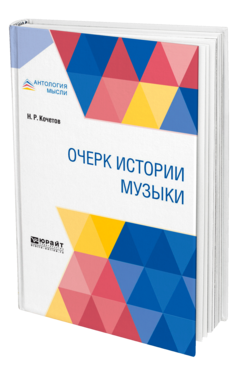 АНТОЛОГИЯ
МЫСЛИ
Н. Р. Кочетов
ОЧЕРК ИСТОРИИ
МУЗЫКИ
юрайт